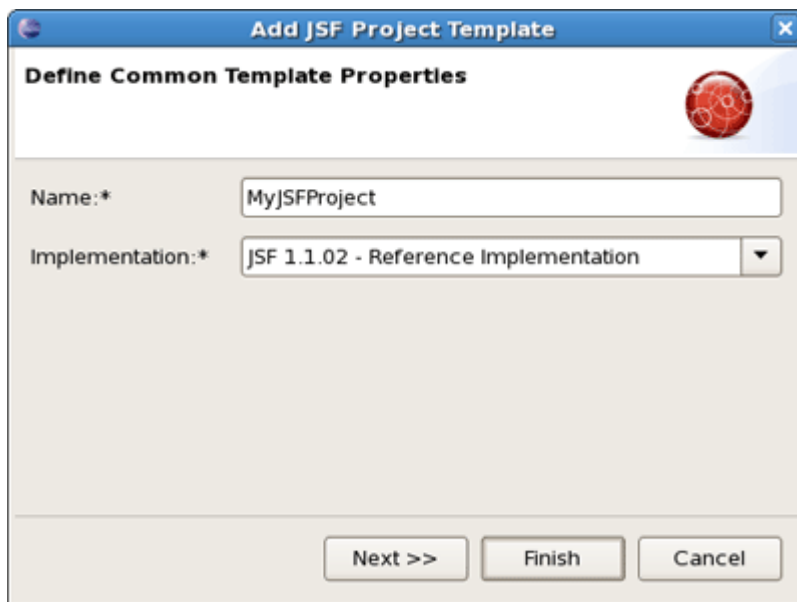 Add JSF Project Template
Define Common Template Properties
Name:* MyJSFProject
Implementation:* JSF 1.1.02 - Reference Implementation
Next >> Finish Cancel